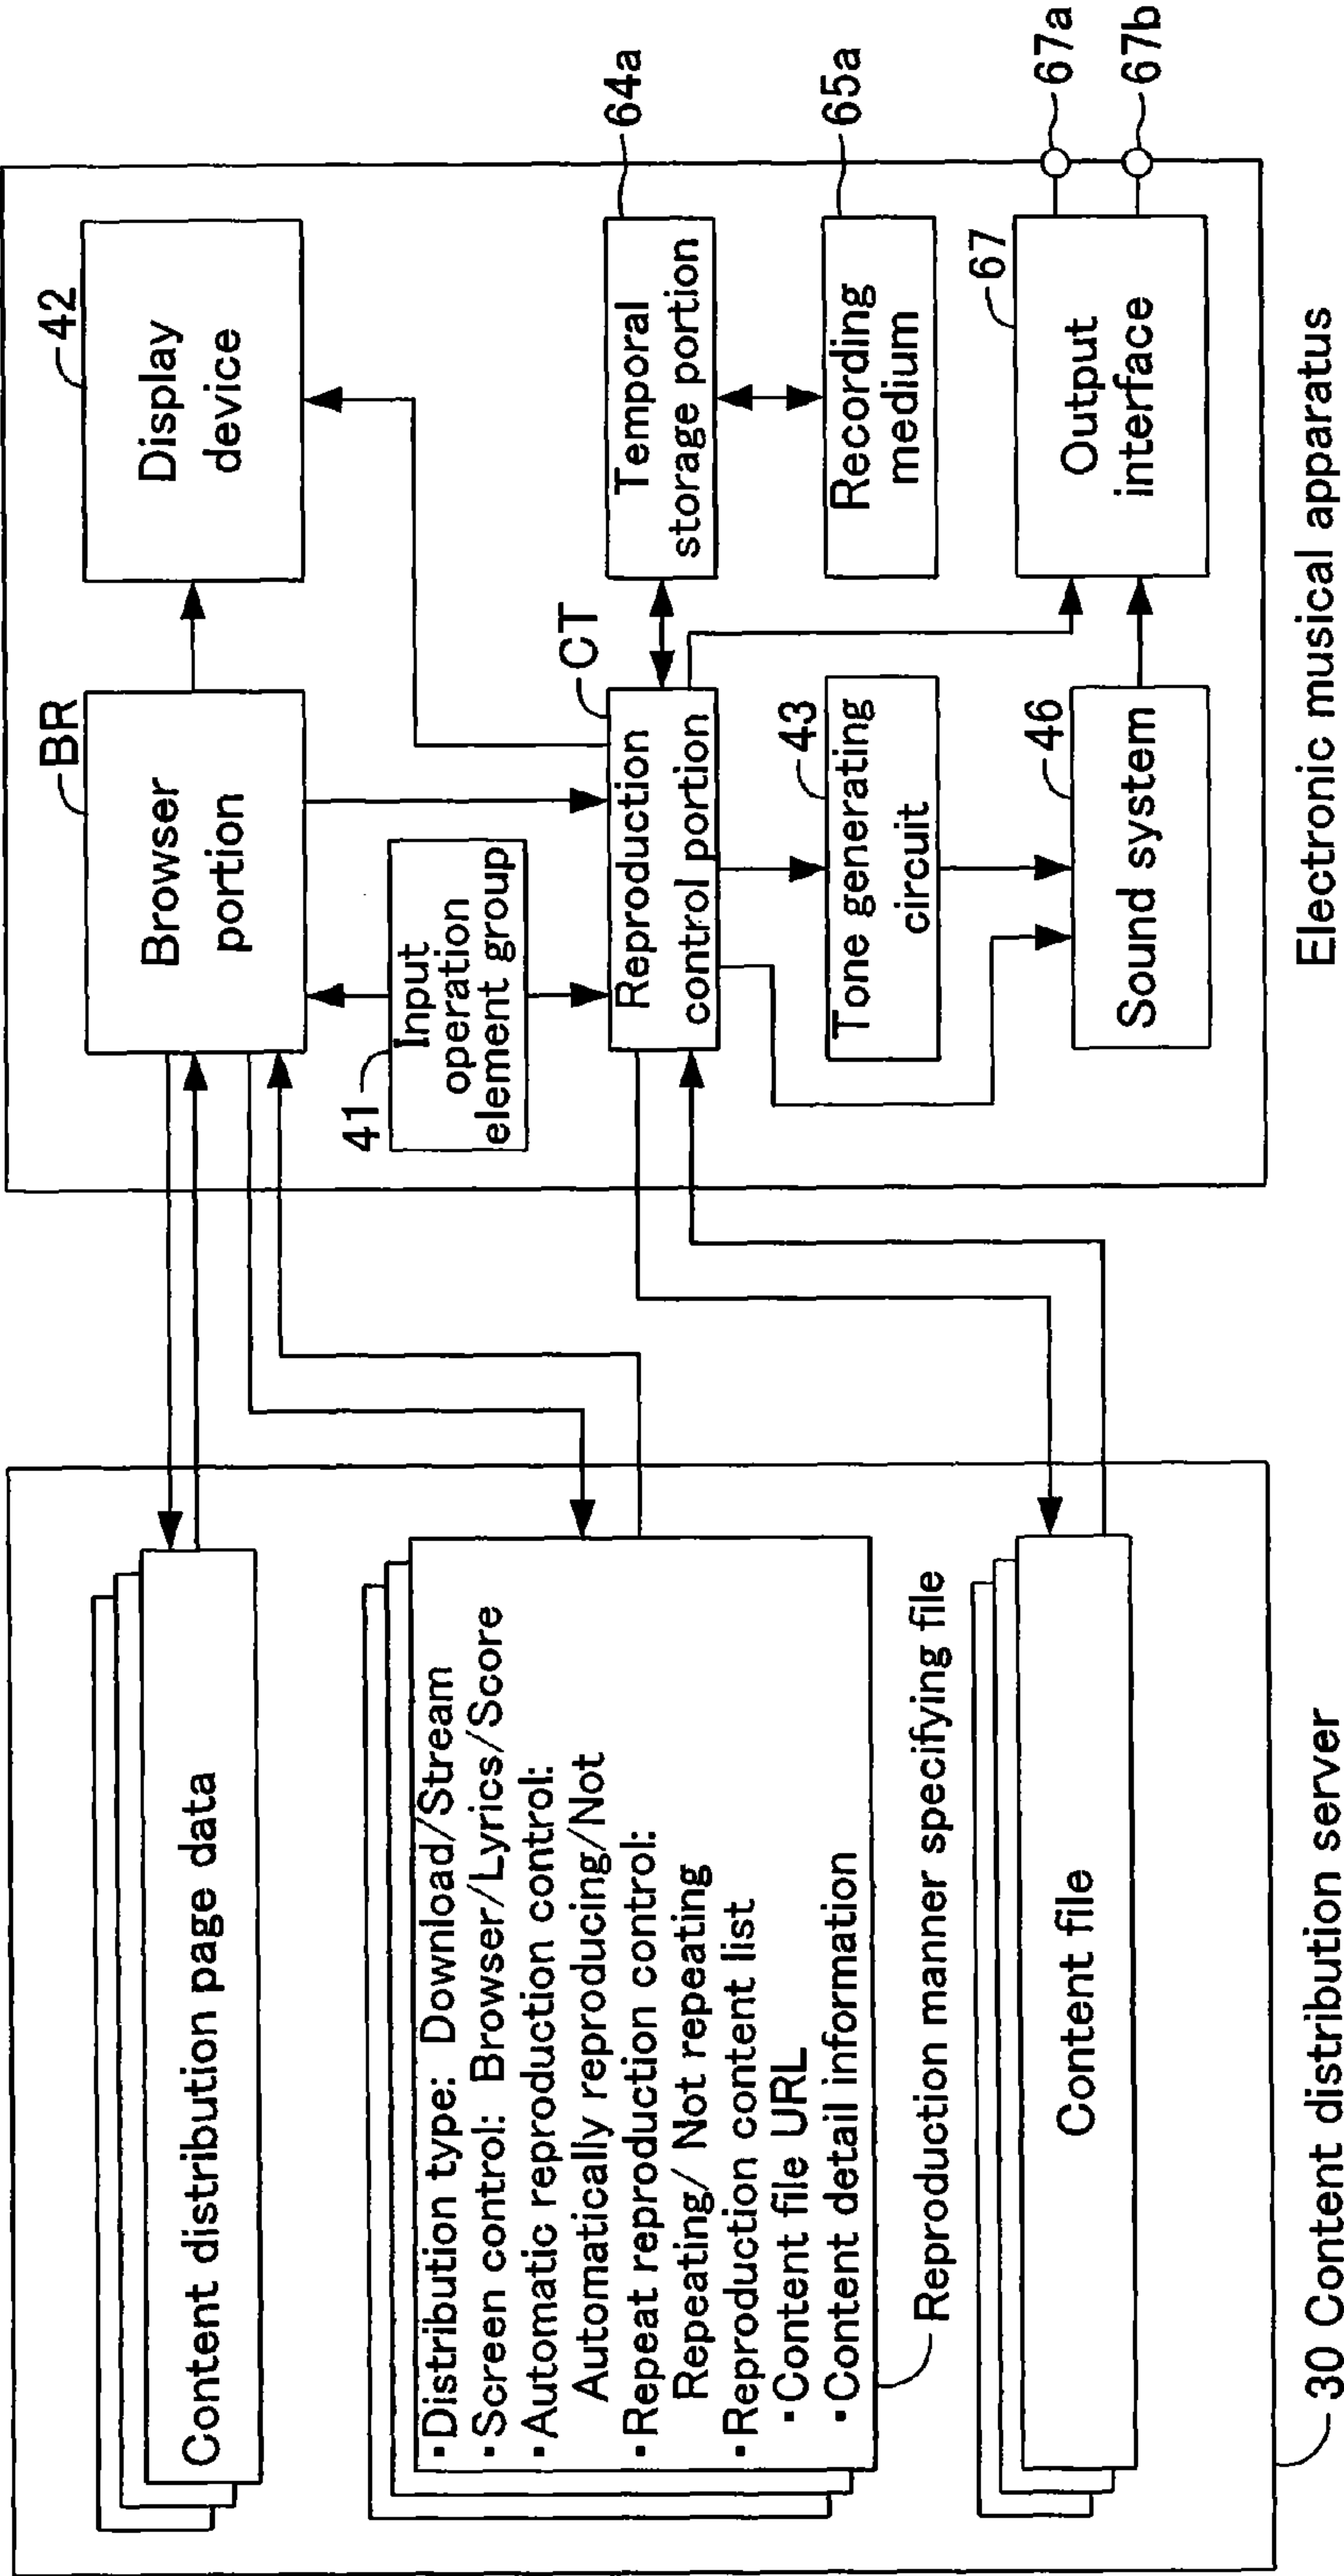 Content distribution page data
・Distribution type: Download/Stream
・Screen control: Browser/Lyrics/Score
・Automatic reproduction control:
Automatically reproducing/Not
・Repeat reproduction control:
Repeating/ Not repeating
・Reproduction content list
・Content file URL
・Content detail information
Reproduction manner specifying file
Content file
30 Content distribution server
BR
Browser
portion
42
Display
device
41
Input
operation
element group
CT
Reproduction
control portion
64a
Temporal
storage portion
43
Tone generating
circuit
65a
Recording
medium
46
Sound system
67
Output
interface
67a
67b
Electronic musical apparatus